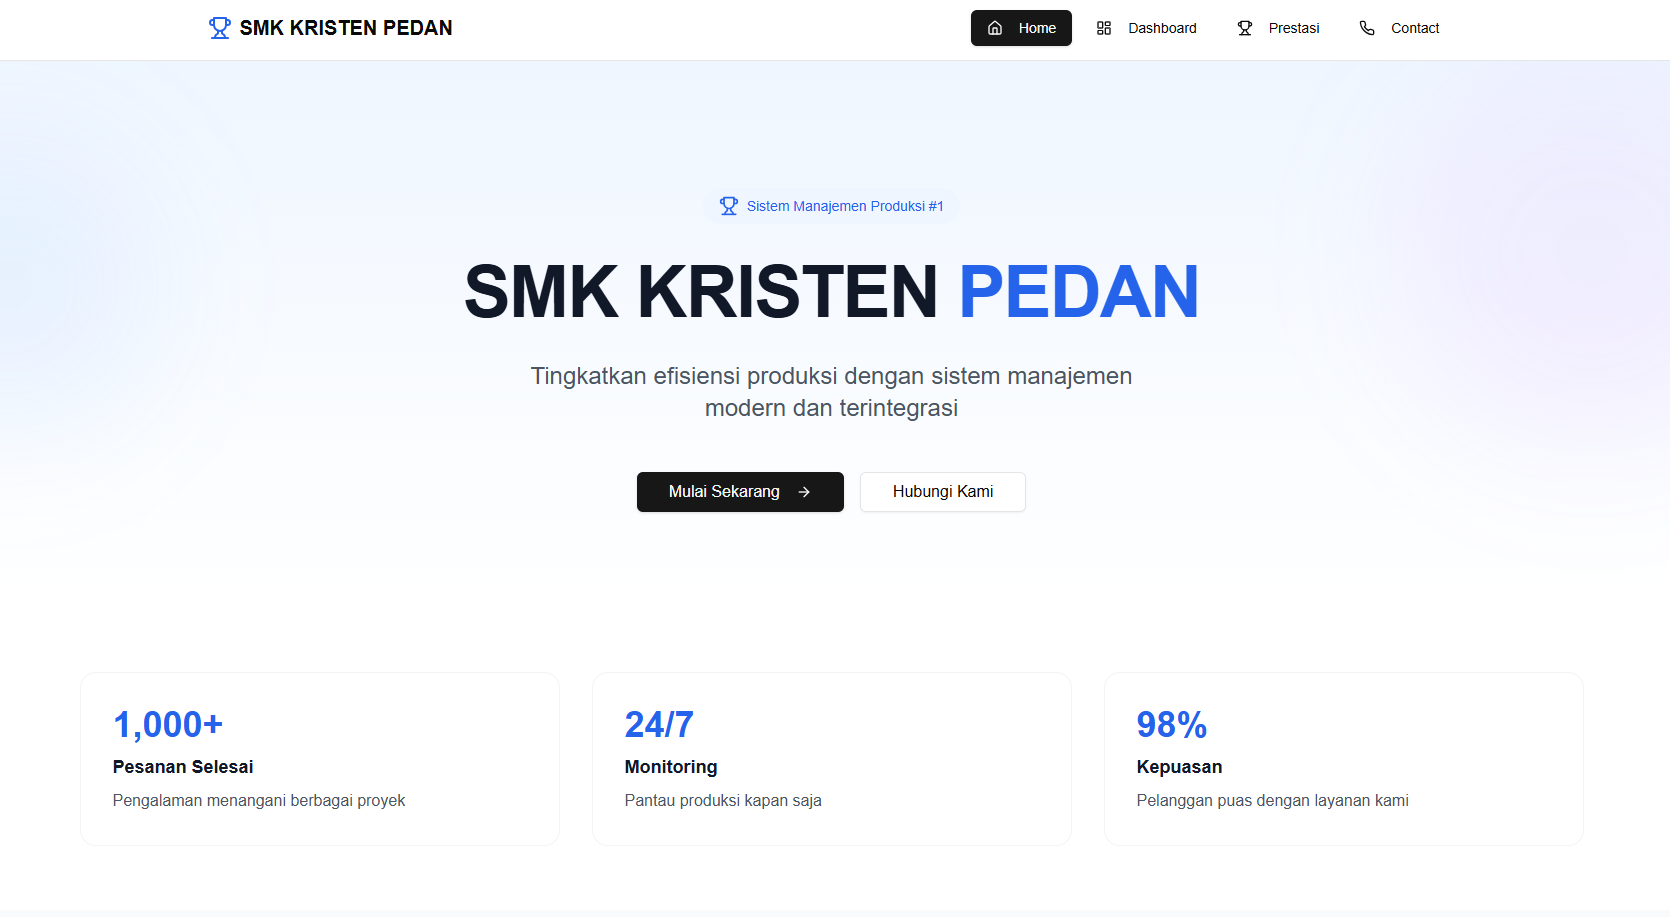 SMK KRISTEN PEDAN
Home
Dashboard
Prestasi
Contact
Sistem Manajemen Produksi #1
SMK KRISTEN PEDAN
Tingkatkan efisiensi produksi dengan sistem manajemen
modern dan terintegrasi
Mulai Sekarang
Hubungi Kami
1,000+
Pesanan Selesai
Pengalaman menangani berbagai proyek
24/7
Monitoring
Pantau produksi kapan saja
98%
Kepuasan
Pelanggan puas dengan layanan kami